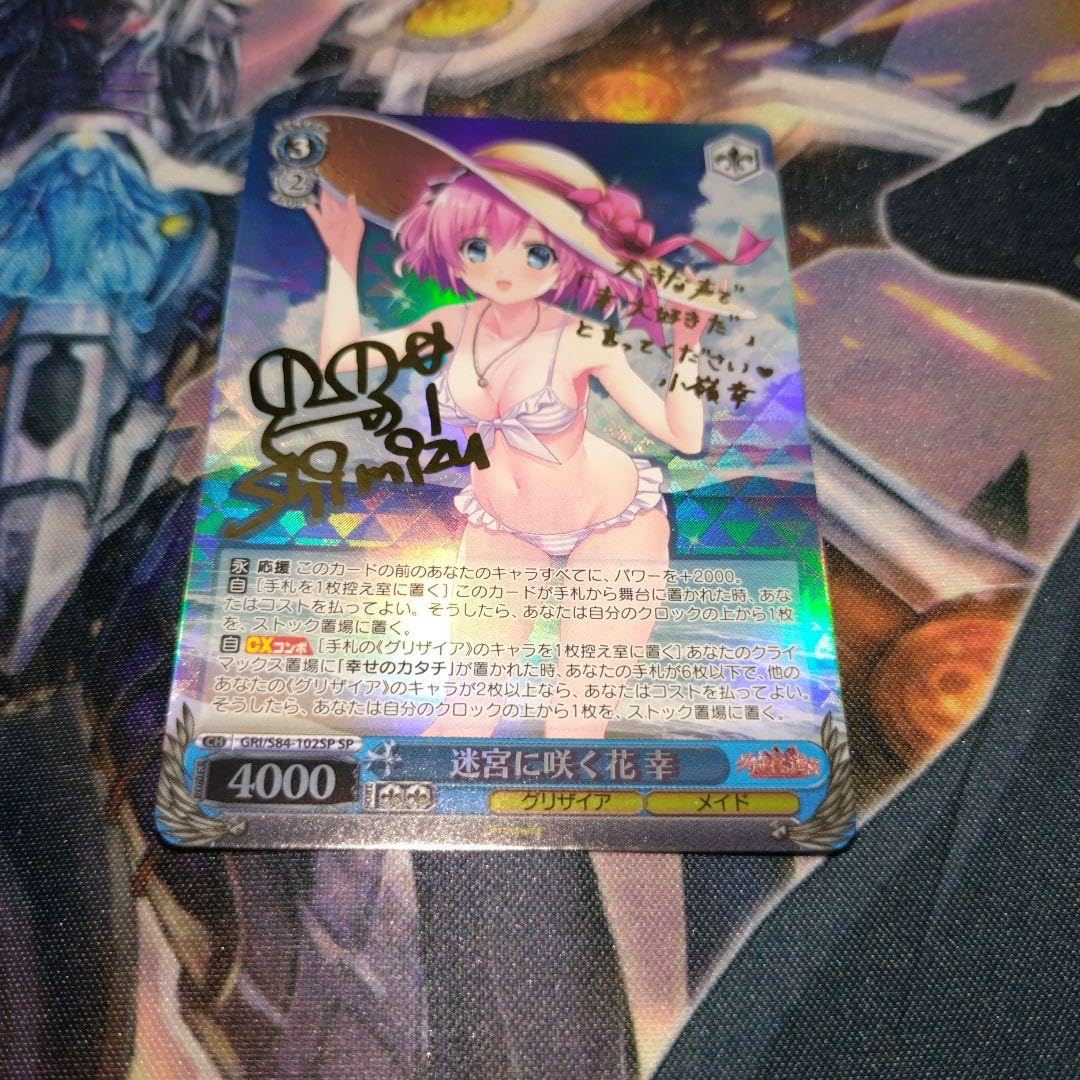 3
2
大きな声で
「幸 大好きだ」
と言ってください♥
小嶺幸
Shimizu
永 応援 このカードの前のあなたのキャラすべてに、パワーを+2000。
自 [手札を1枚控え室に置く] このカードが手札から舞台に置かれた時、あな
たはコストを払ってよい。そうしたら、あなたは自分のクロックの上から1枚
を、ストック置場に置く。
自 CXコンボ [手札の《グリザイア》のキャラを1枚控え室に置く] あなたのクライ
マックス置場に「幸せのカタチ」が置かれた時、あなたの手札が6枚以下で、他の
あなたの《グリザイア》のキャラが2枚以上なら、あなたはコストを払ってよい。
そうしたら、あなたは自分のクロックの上から1枚を、ストック置場に置く。
CH GRI/S84-102SP SP
迷宮に咲く花 幸
4000
グリザイア メイド